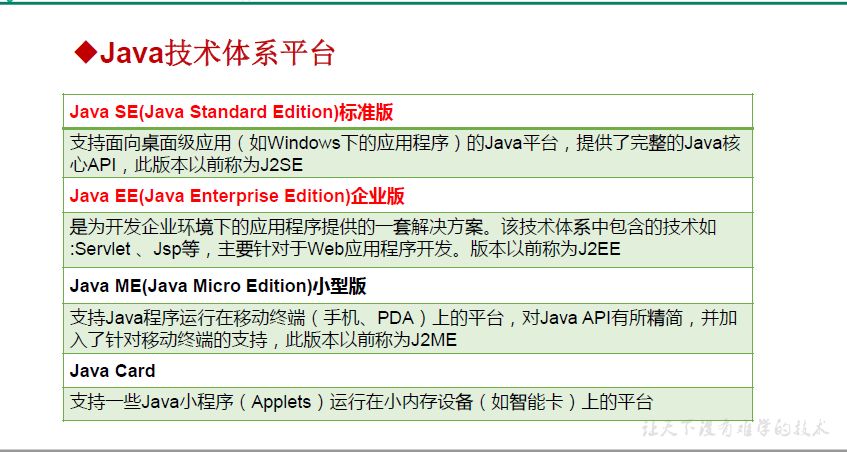 ◆Java技术体系平台
Java SE(Java Standard Edition)标准版
支持面向桌面级应用（如Windows下的应用程序）的Java平台，提供了完整的Java核
心API，此版本以前称为J2SE
Java EE(Java Enterprise Edition)企业版
是为开发企业环境下的应用程序提供的一套解决方案。该技术体系中包含的技术如
:Servlet 、Jsp等，主要针对于Web应用程序开发。版本以前称为J2EE
Java ME(Java Micro Edition)小型版
支持Java程序运行在移动终端（手机、PDA）上的平台，对Java API有所精简，并加
入了针对移动终端的支持，此版本以前称为J2ME
Java Card
支持一些Java小程序（Applets）运行在小内存设备（如智能卡）上的平台
让天下没有难学的技术